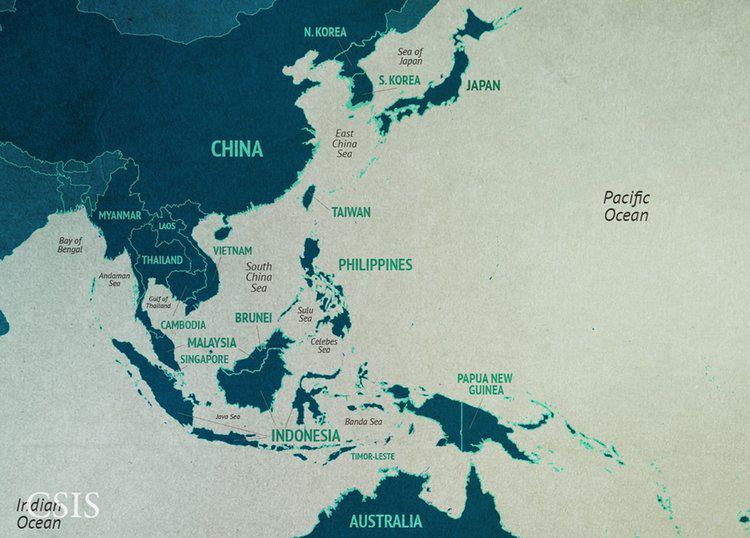 N. KOREA
Sea of
Japan
S. KOREA
JAPAN
CHINA
East
China
Sea
Pacific
Ocean
MYANMAR
LAOS
TAIWAN
Bay of
Bengal
THAILAND
VIETNAM
Andaman
Sea
South
China
Sea
PHILIPPINES
Gulf of
Thailand
CAMBODIA
BRUNEI
Sulu
Sea
MALAYSIA
SINGAPORE
Celebes
Sea
PAPUA NEW
GUINEA
Java Sea
Banda Sea
INDONESIA
TIMOR-LESTE
CSIS
Indian
Ocean
AUSTRALIA